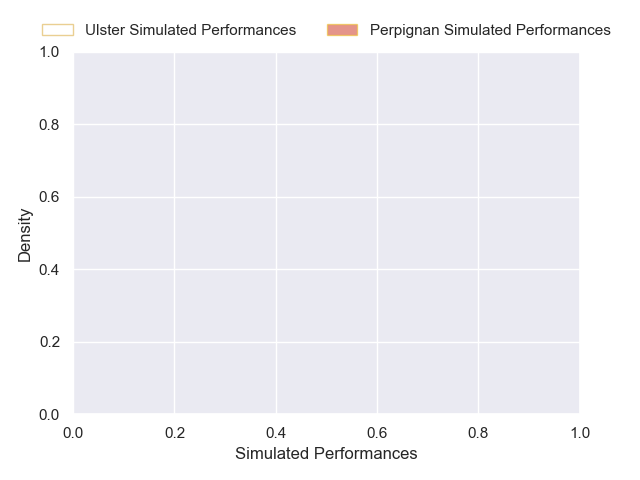 Ulster Simulated Performances
Perpignan Simulated Performances
1.0
0.8
0.6
0.4
0.2
0.0
Density
0.0 0.2 0.4 0.6 0.8 1.0
Simulated Performances